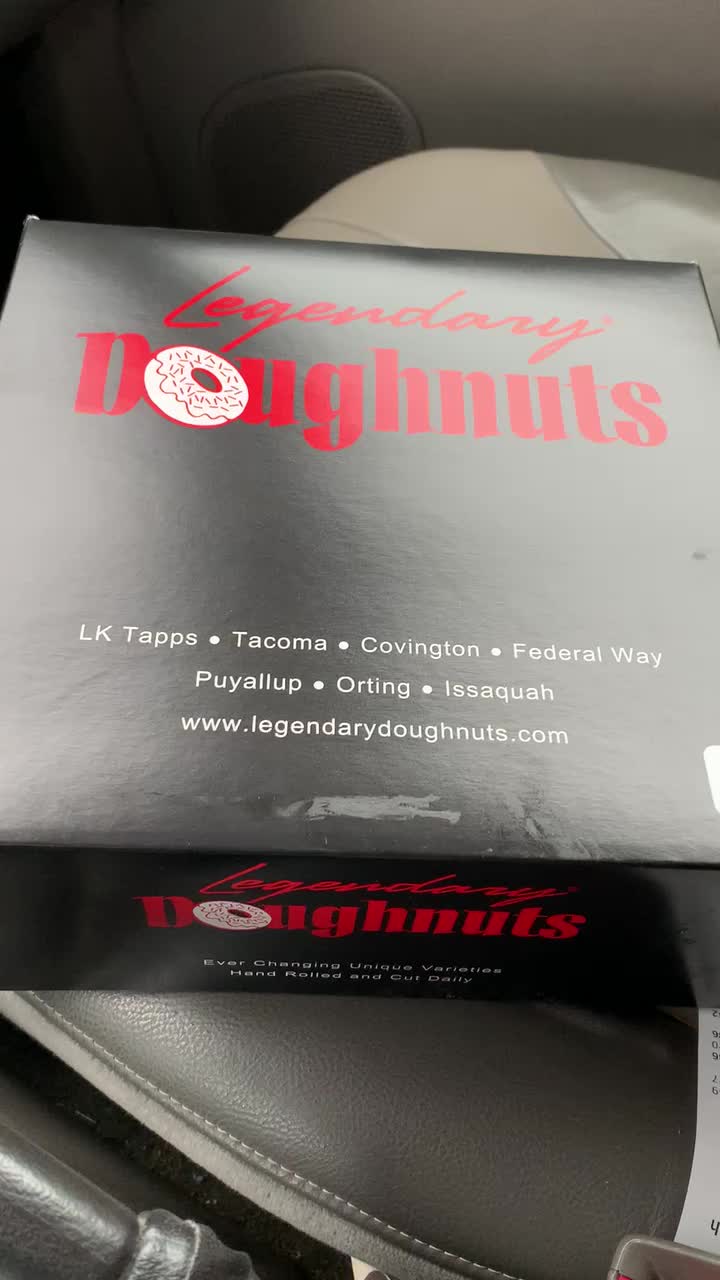 Legendary®
Doughnuts
LK Tapps • Tacoma • Covington • Federal Way
Puyallup • Orting • Issaquah
www.legendarydoughnuts.com
Legendary®
Doughnuts
Ever Changing Unique Varieties
Hand Rolled and Cut Daily